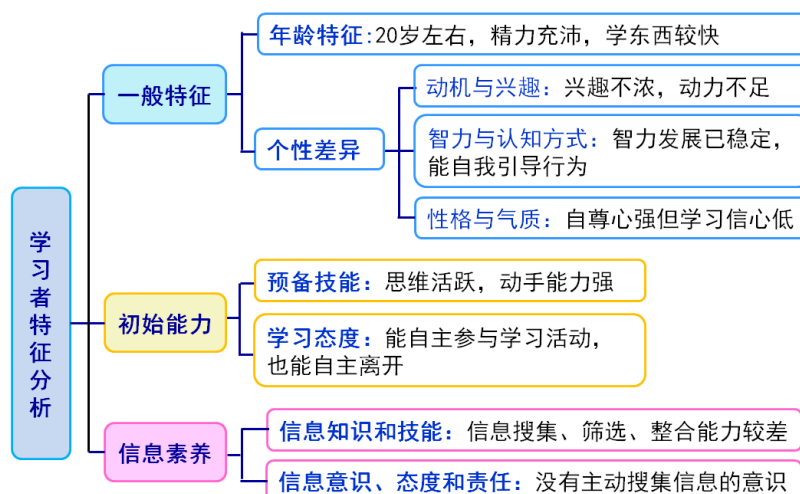 学习者特征分析
一般特征
年龄特征:20岁左右，精力充沛，学东西较快
个性差异
动机与兴趣：兴趣不浓，动力不足
智力与认知方式：智力发展已稳定，
能自我引导行为
性格与气质：自尊心强但学习信心低
初始能力
预备技能：思维活跃，动手能力强
学习态度：能自主参与学习活动，
也能自主离开
信息素养
信息知识和技能：信息搜集、筛选、整合能力较差
信息意识、态度和责任：没有主动搜集信息的意识